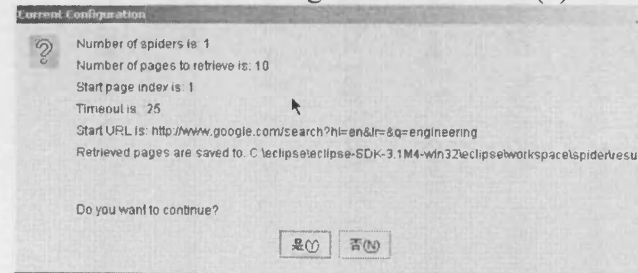 Current Configuration
Number of spiders is: 1
Number of pages to retrieve is: 10
Start page index is: 1
Timeout is: 25
Start URL is: http://www.google.com/search?hl=en&lr=&q=engineering
Retrieved pages are saved to: C:\eclipse\eclipse-SDK-3.1M4-win32\eclipse\workspace\spider\resu
Do you want to continue?
是(Y) 否(N)